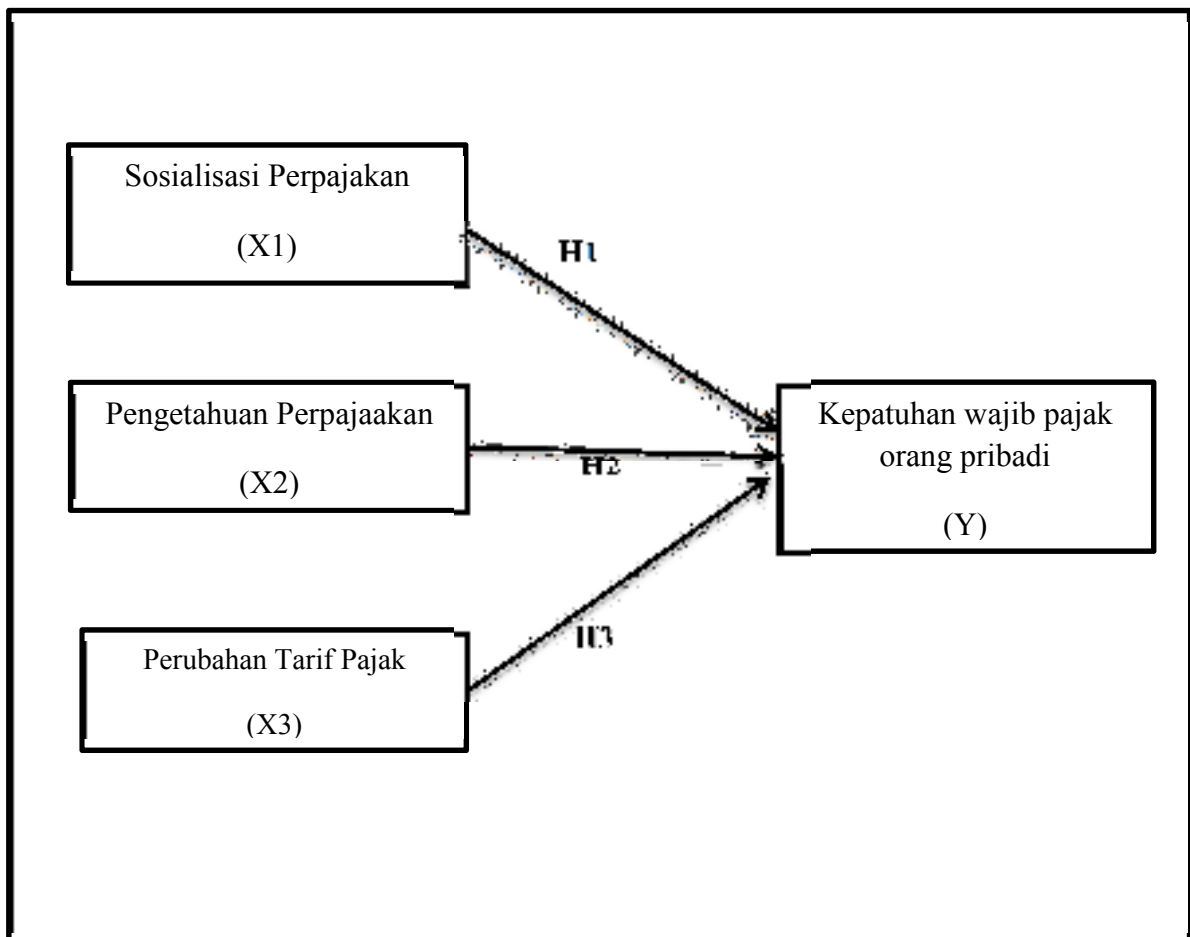 Sosialisasi Perpajakan
(X1)
H1
Pengetahuan Perpajaakan
(X2)
H2
Kepatuhan wajib pajak
orang pribadi
(Y)
Perubahan Tarif Pajak
(X3)
H3